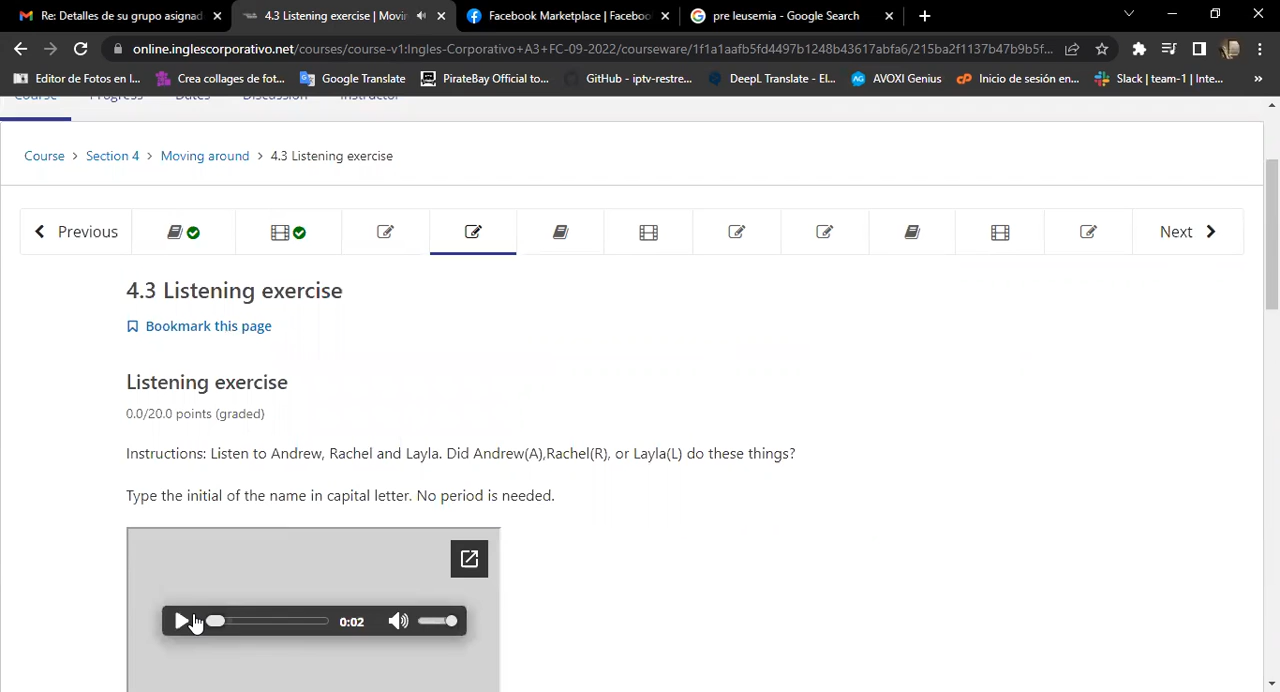 Re: Detalles de su grupo asignad
4.3 Listening exercise | Movin
Facebook Marketplace | Faceboo
pre leusemia - Google Search
online.inglescorporativo.net/courses/course-v1:Ingles-Corporativo+A3+FC-09-2022/courseware/1f1a1aafb5fd4497b1248b43617abfa6/215ba2f1137b47b9b5f...
Editor de Fotos en l...
Crea collages de fot...
Google Translate
PirateBay Official to...
GitHub - iptv-restre...
DeepL Translate - El...
AVOXI Genius
Inicio de sesión en...
Slack | team-1 | Inte...
»
Course Progress Dates Discussion Instructor
Course > Section 4 > Moving around > 4.3 Listening exercise
Previous
Next
4.3 Listening exercise
Bookmark this page
Listening exercise
0.0/20.0 points (graded)
Instructions: Listen to Andrew, Rachel and Layla. Did Andrew(A),Rachel(R), or Layla(L) do these things?
Type the initial of the name in capital letter. No period is needed.
0:02